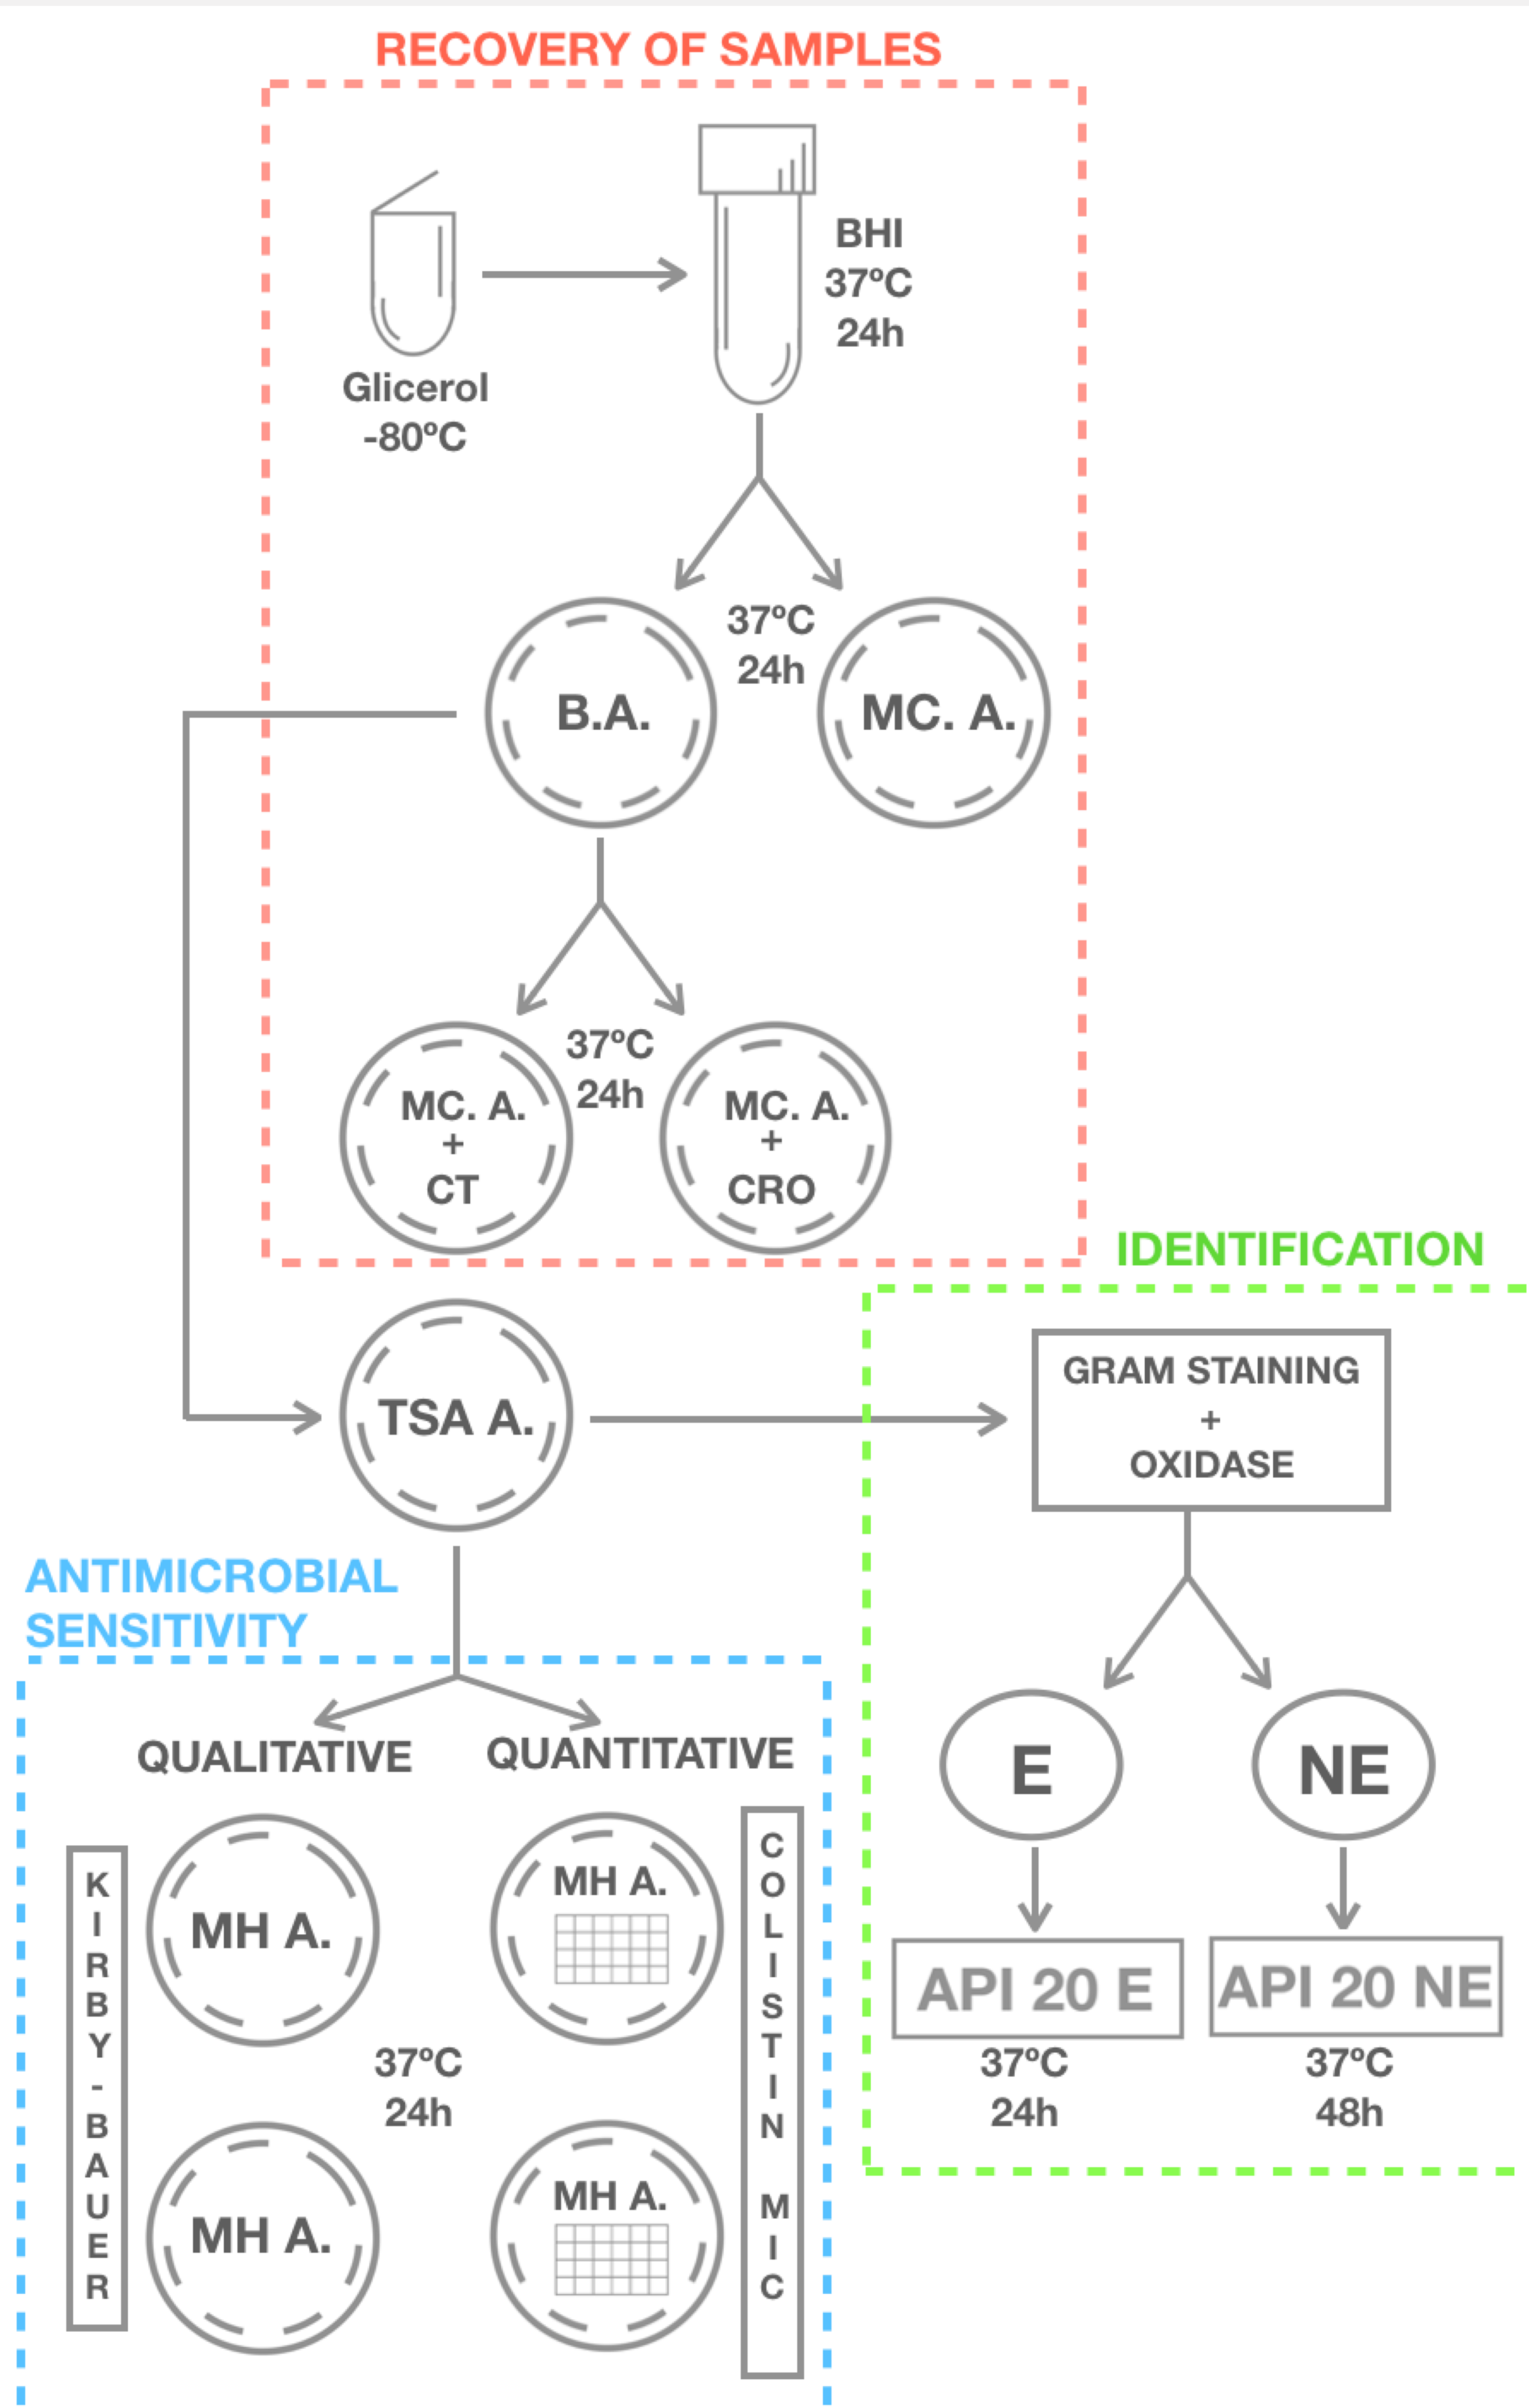 RECOVERY OF SAMPLES
Glicerol
-80ºC
BHI
37ºC
24h
B.A.
37ºC
24h
MC. A.
MC. A.
+
CT
37ºC
24h
MC. A.
+
CRO
TSA A.
IDENTIFICATION
GRAM STAINING
+
OXIDASE
E
NE
API 20 E
37ºC
24h
API 20 NE
37ºC
48h
ANTIMICROBIAL
SENSITIVITY
QUALITATIVE
QUANTITATIVE
KIRBY-BAUER
MH A.
MH A.
37ºC
24h
MH A.
MH A.
COLISTIN MIC